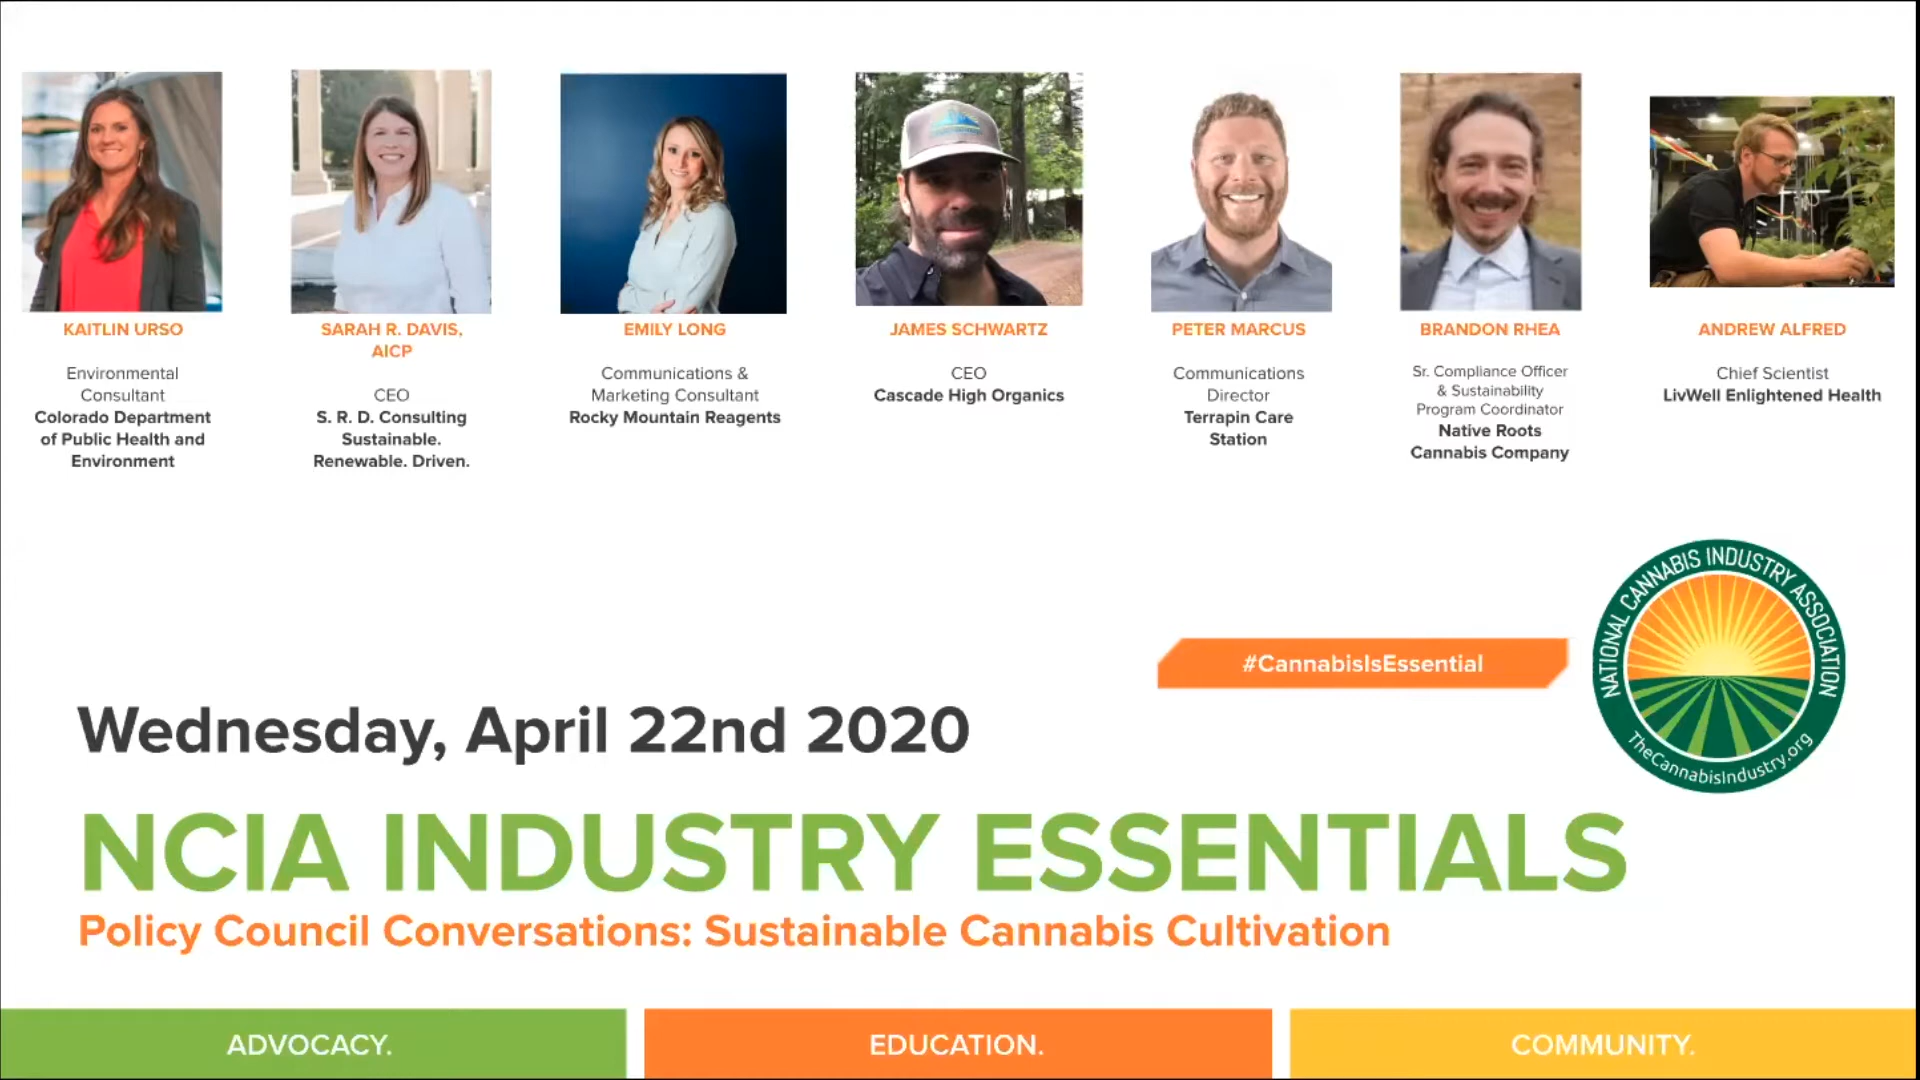 KAITLIN URSO
Environmental
Consultant
Colorado Department
of Public Health and
Environment
SARAH R. DAVIS,
AICP
CEO
S. R. D. Consulting
Sustainable.
Renewable. Driven.
EMILY LONG
Communications &
Marketing Consultant
Rocky Mountain Reagents
JAMES SCHWARTZ
CEO
Cascade High Organics
PETER MARCUS
Communications
Director
Terrapin Care
Station
BRANDON RHEA
Sr. Compliance Officer
& Sustainability
Program Coordinator
Native Roots
Cannabis Company
ANDREW ALFRED
Chief Scientist
LivWell Enlightened Health
#CannabisIsEssential
NATIONAL CANNABIS INDUSTRY ASSOCIATION
TheCannabisIndustry.org
Wednesday, April 22nd 2020
NCIA INDUSTRY ESSENTIALS
Policy Council Conversations: Sustainable Cannabis Cultivation
ADVOCACY.
EDUCATION.
COMMUNITY.